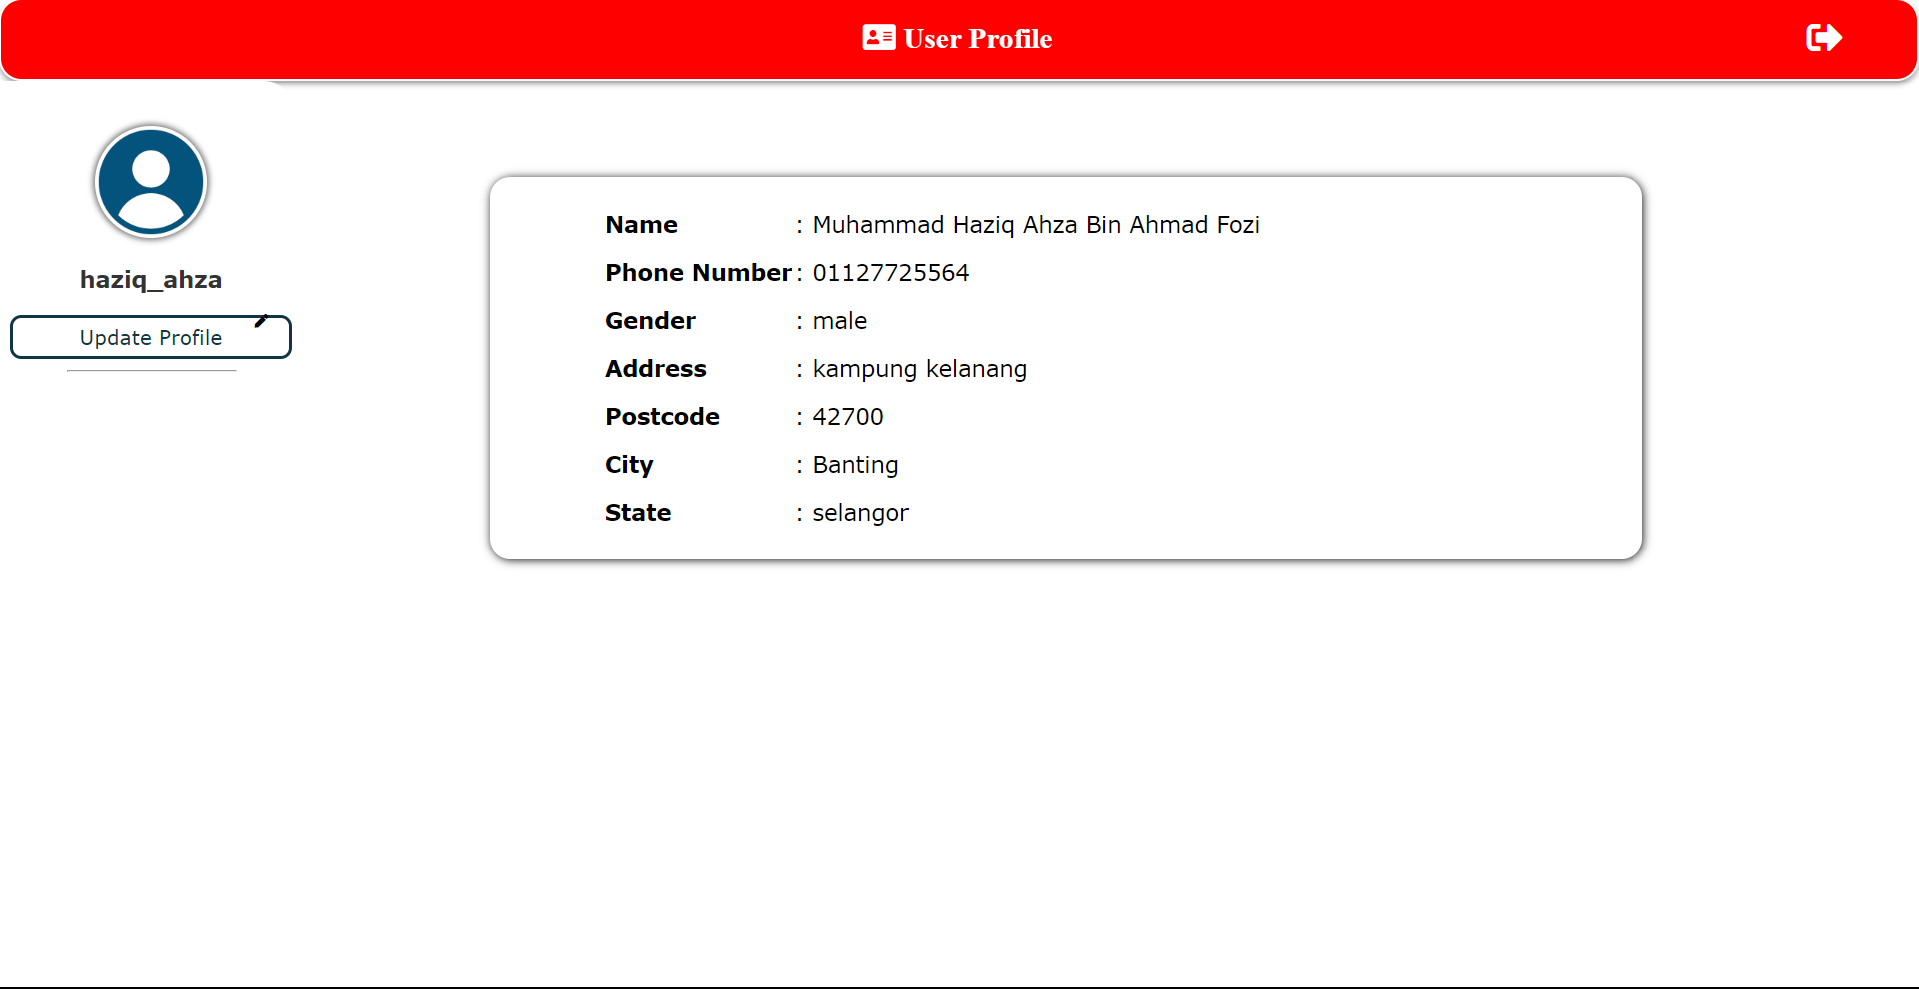 User Profile
haziq_ahza
Update Profile
Name : Muhammad Haziq Ahza Bin Ahmad Fozi
Phone Number : 01127725564
Gender : male
Address : kampung kelanang
Postcode : 42700
City : Banting
State : selangor